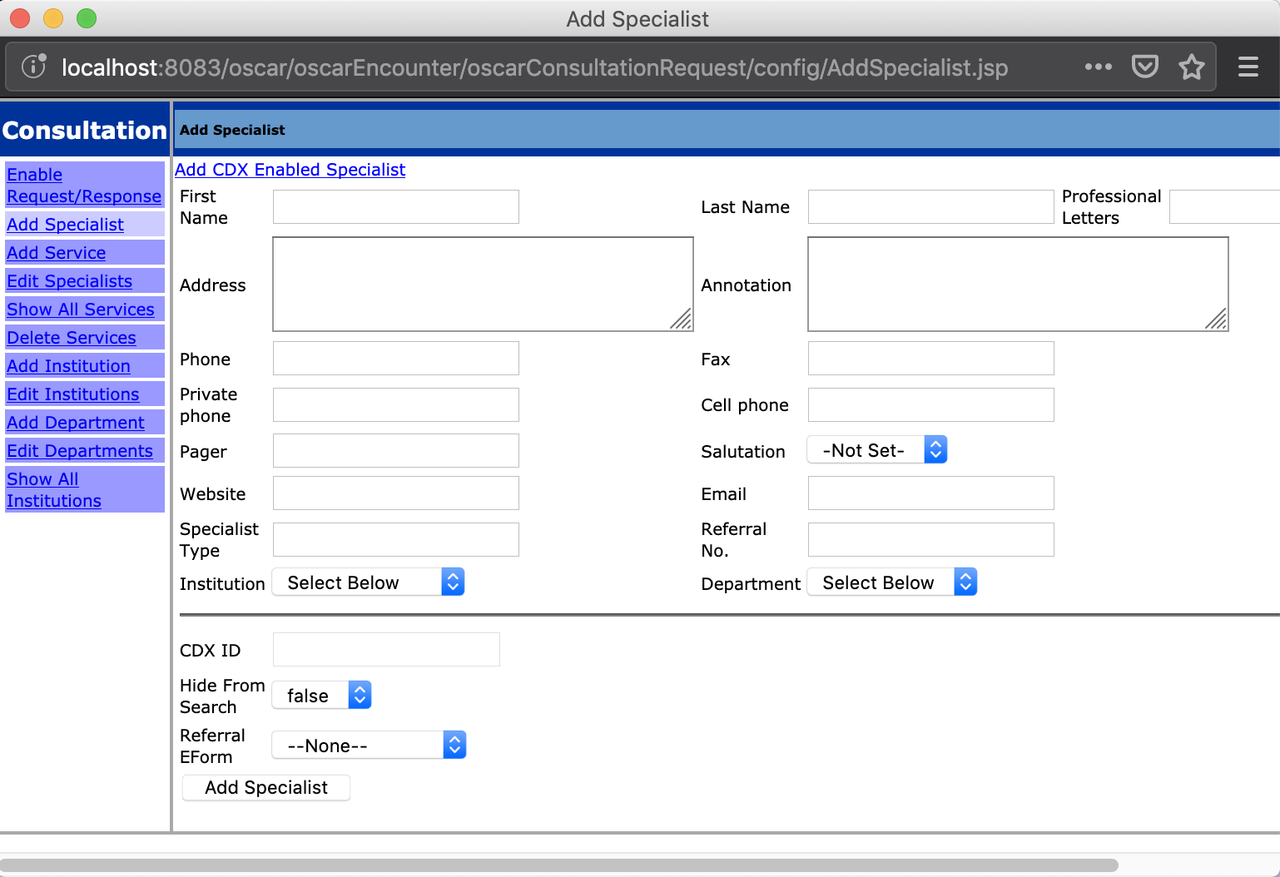 Add Specialist
localhost:8083/oscar/oscarEncounter/oscarConsultationRequest/config/AddSpecialist.jsp
Consultation
Add Specialist
Enable
Request/Response
Add Specialist
Add Service
Edit Specialists
Show All Services
Delete Services
Add Institution
Edit Institutions
Add Department
Edit Departments
Show All
Institutions
Add CDX Enabled Specialist
First
Name
Last Name
Professional
Letters
Address
Annotation
Phone
Fax
Private
phone
Cell phone
Pager
Salutation
-Not Set-
Website
Email
Specialist
Type
Referral
No.
Institution
Select Below
Department
Select Below
CDX ID
Hide From
Search
false
Referral
EForm
--None--
Add Specialist